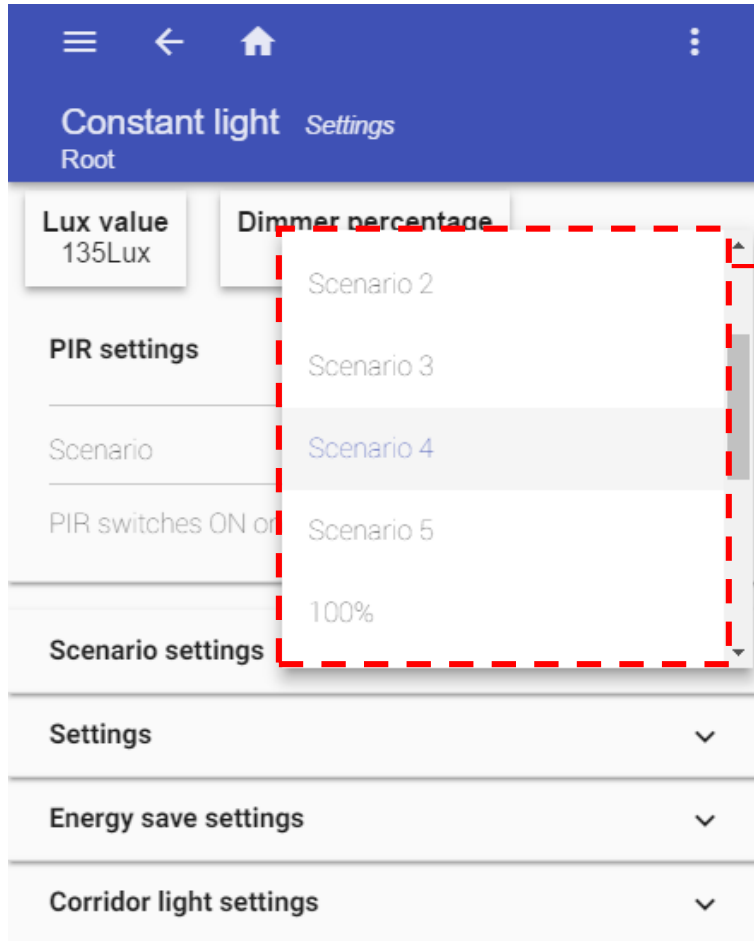 Constant light Settings
Root
Lux value
135Lux
Dimmer percentage
PIR settings
Scenario
PIR switches ON or
Scenario 2
Scenario 3
Scenario 4
Scenario 5
100%
Scenario settings
Settings
Energy save settings
Corridor light settings